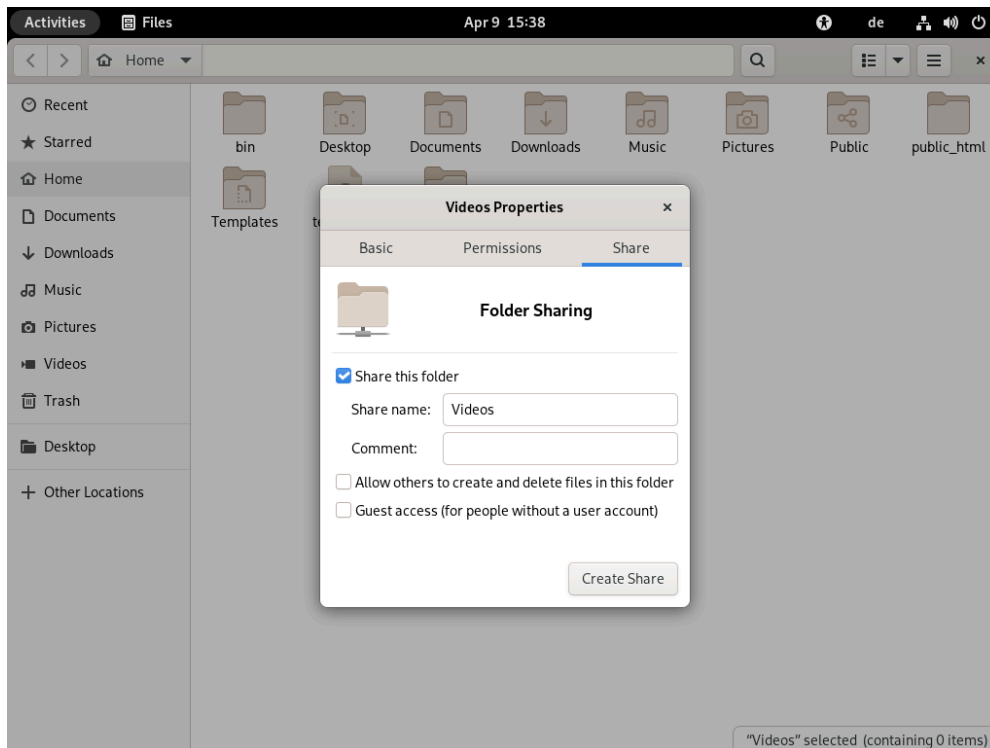 Activities Files Apr 9 15:38 de
Home
Recent
Starred
Home
Documents
Downloads
Music
Pictures
Videos
Trash
Desktop
Other Locations
bin Desktop Documents Downloads Music Pictures Public public_html
Templates
Videos Properties
Basic Permissions Share
Folder Sharing
Share this folder
Share name: Videos
Comment:
Allow others to create and delete files in this folder
Guest access (for people without a user account)
Create Share
"Videos" selected (containing 0 items)